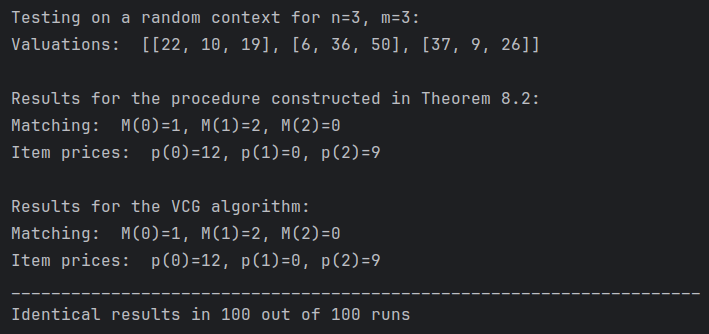 Testing on a random context for n=3, m=3:
Valuations:  [[22, 10, 19], [6, 36, 50], [37, 9, 26]]
Results for the procedure constructed in Theorem 8.2:
Matching:  M(0)=1, M(1)=2, M(2)=0
Item prices:  p(0)=12, p(1)=0, p(2)=9
Results for the VCG algorithm:
Matching:  M(0)=1, M(1)=2, M(2)=0
Item prices:  p(0)=12, p(1)=0, p(2)=9
_____________________________________________________________________
Identical results in 100 out of 100 runs